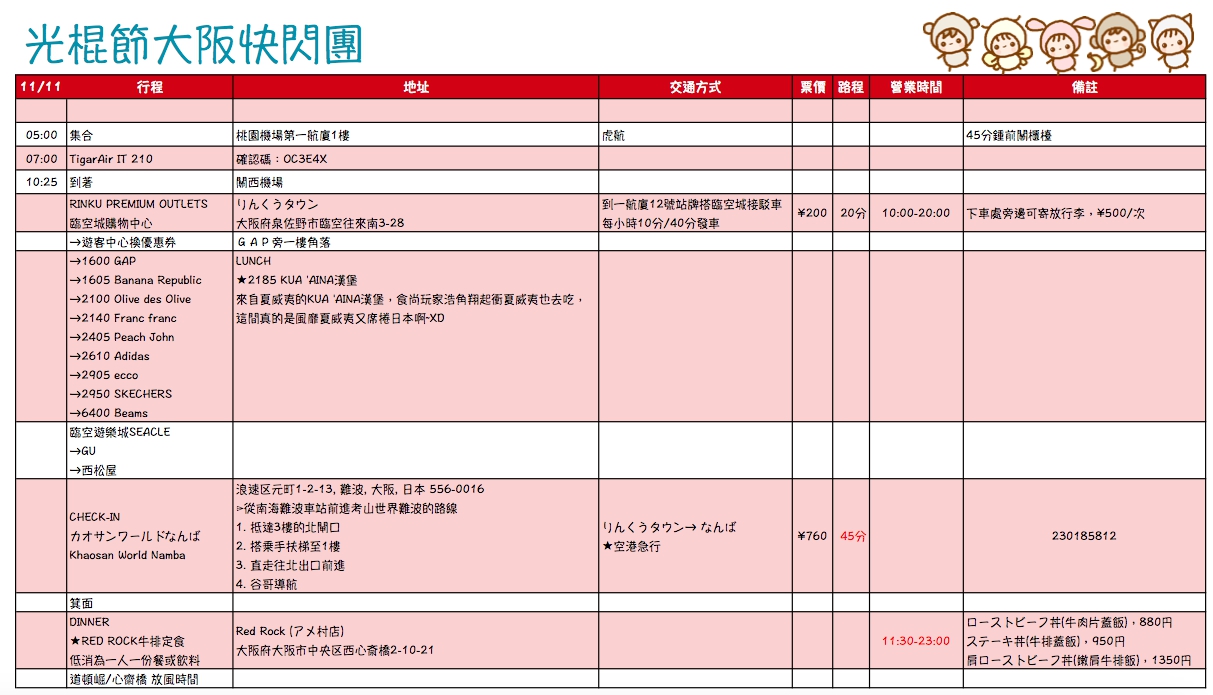 光棍節大阪快閃團
11/11 行程 地址 交通方式 票價 路程 營業時間 備註
05:00 集合 桃園機場第一航廈1樓 虎航 45分鍾前關櫃檯
07:00 TigarAir IT 210 確認碼：OC3E4X
10:25 到著 關西機場
RINKU PREMIUM OUTLETS
臨空城購物中心
りんくうタウン
大阪府泉佐野市臨空往來南3-28
到一航廈12號站牌搭臨空城接駁車
每小時10分/40分發車
¥200 20分 10:00-20:00 下車處旁邊可寄放行李，¥500/次
→遊客中心換優惠券 ＧＡＰ旁一樓角落
→1600 GAP
→1605 Banana Republic
→2100 Olive des Olive
→2140 Franc franc
→2405 Peach John
→2610 Adidas
→2905 ecco
→2950 SKECHERS
→6400 Beams
LUNCH
★2185 KUA 'AINA漢堡
來自夏威夷的KUA 'AINA漢堡，食尚玩家浩角翔起衝夏威夷也去吃，
這間真的是風靡夏威夷又席捲日本啊~XD
臨空遊樂城SEACLE
→GU
→西松屋
CHECK-IN
カオサンワールドなんば
Khaosan World Namba
浪速区元町1-2-13, 難波, 大阪, 日本 556-0016
➢從南海難波車站前進考山世界難波的路線
1. 抵達3樓的北閘口
2. 搭乘手扶梯至1樓
3. 直走往北出口前進
4. 谷哥導航
りんくうタウン→ なんば
★空港急行
¥760 45分 230185812
箕面
DINNER
★RED ROCK牛排定食
低消為一人一份餐或飲料
Red Rock (アメ村店)
大阪府大阪市中央区西心斎橋2-10-21
11:30-23:00
ローストビーフ丼(牛肉片蓋飯)，880円
ステーキ丼(牛排蓋飯)，950円
肩ローストビーフ丼(嫩肩牛排飯)，1350円
道頓崛/心齋橋 放風時間